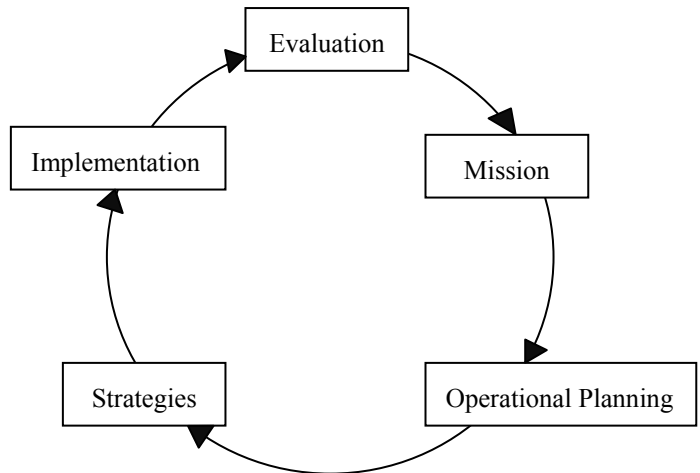 Evaluation
Implementation
Mission
Strategies
Operational Planning